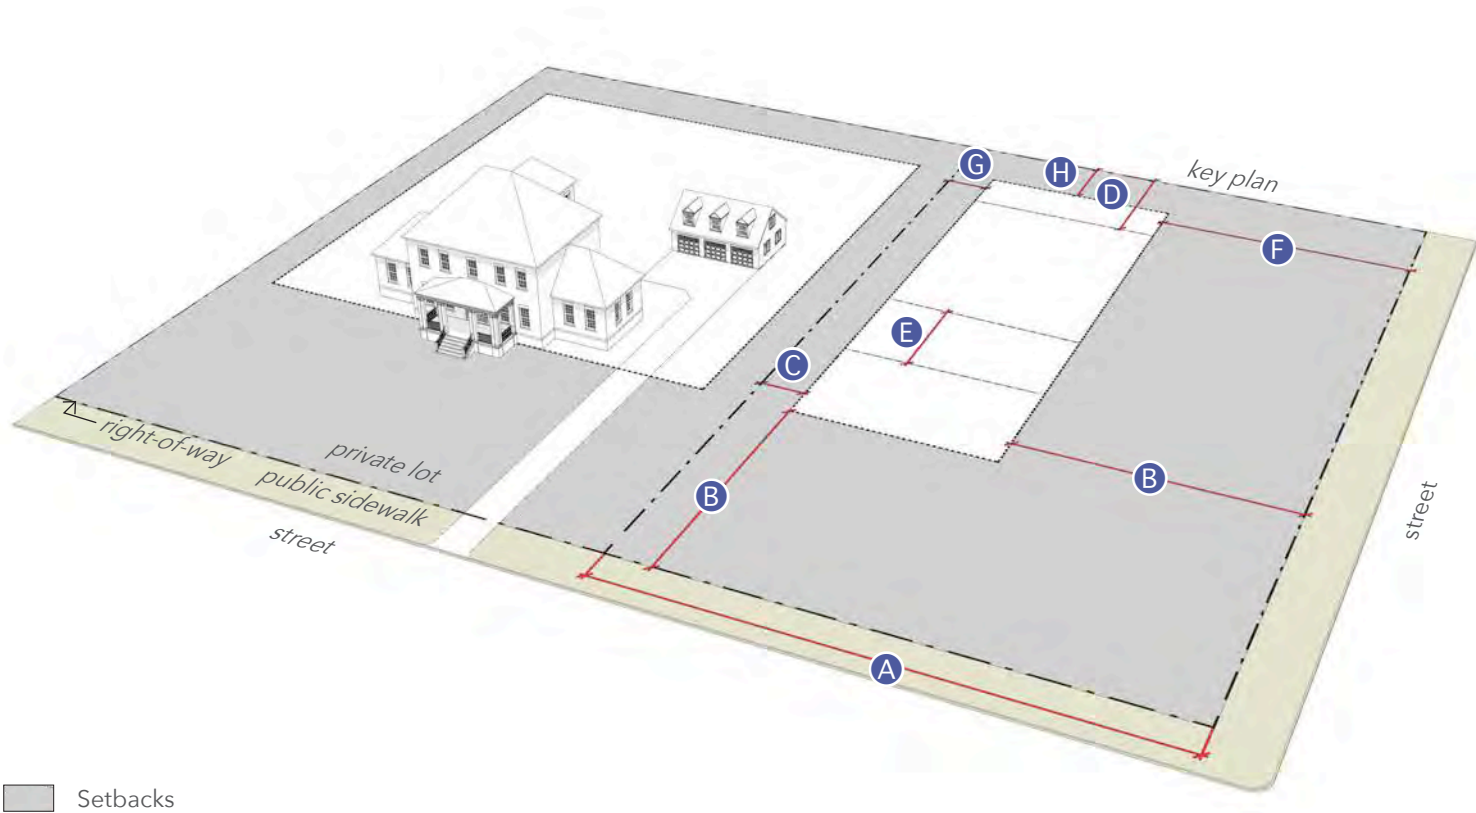 G
H
D
key plan
F
E
C
right-of-way
private lot
B
B
public sidewalk
street
street
A
Setbacks